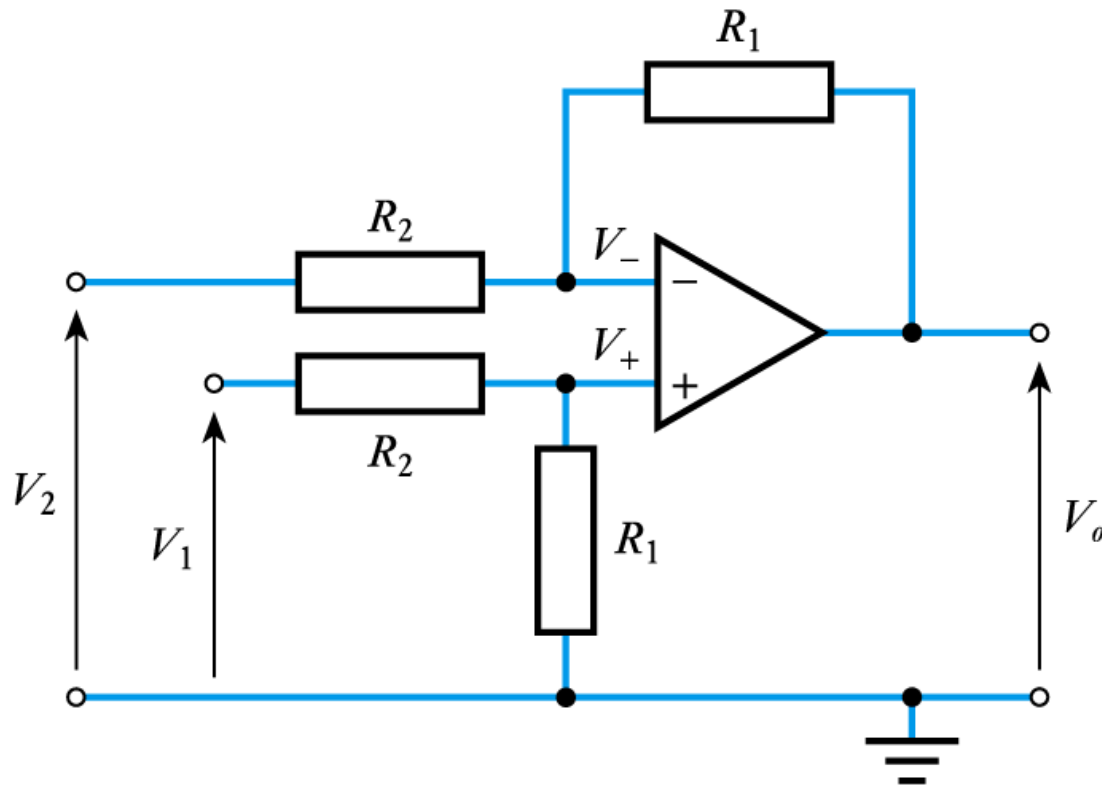 R₁
R₂
V₋
−
V₊
+
R₂
V₂
V₁
R₁
Vₒ